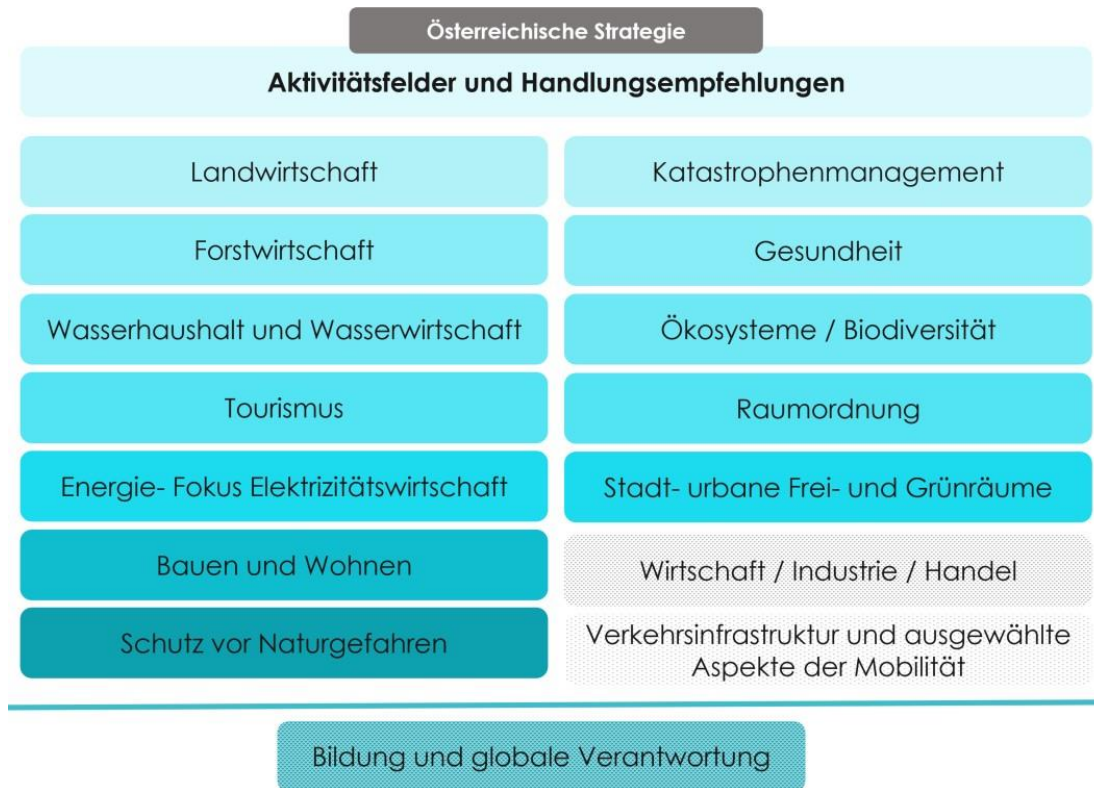 Österreichische Strategie
Aktivitätsfelder und Handlungsempfehlungen
Landwirtschaft
Katastrophenmanagement
Forstwirtschaft
Gesundheit
Wasserhaushalt und Wasserwirtschaft
Ökosysteme / Biodiversität
Tourismus
Raumordnung
Energie- Fokus Elektrizitätswirtschaft
Stadt- urbane Frei- und Grünräume
Bauen und Wohnen
Wirtschaft / Industrie / Handel
Schutz vor Naturgefahren
Verkehrsinfrastruktur und ausgewählte
Aspekte der Mobilität
Bildung und globale Verantwortung